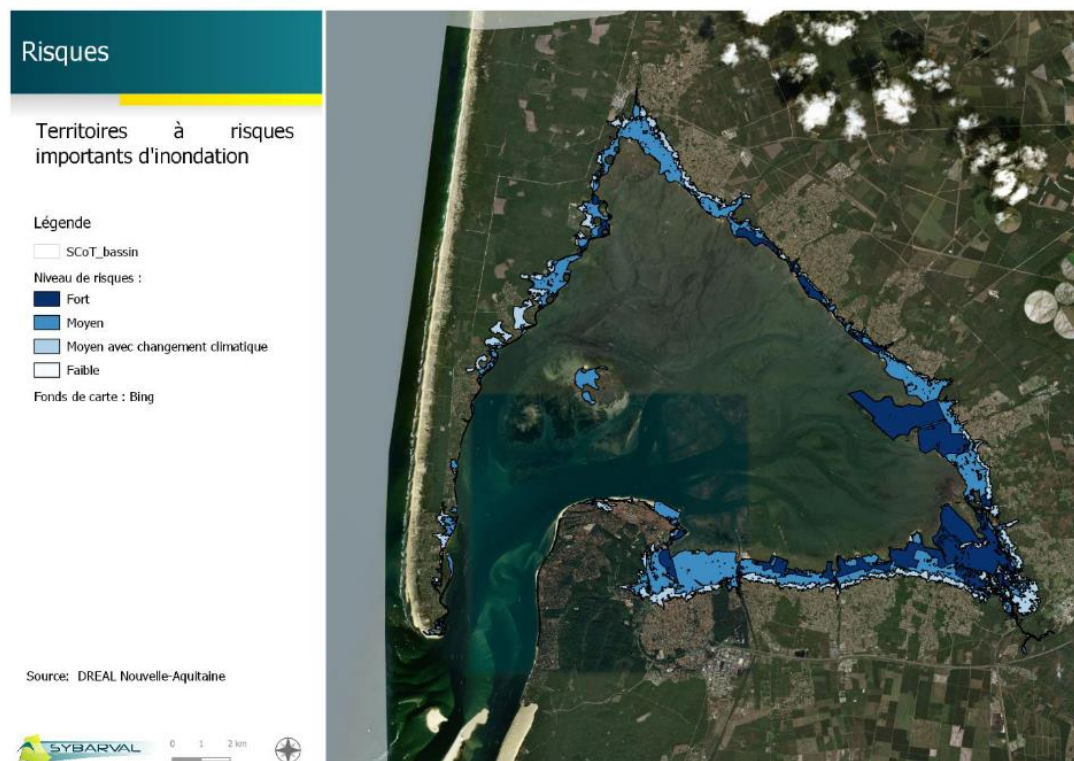 Risques
Territoires à risques
importants d'inondation
Légende
SCoT_bassin
Niveau de risques :
Fort
Moyen
Moyen avec changement climatique
Faible
Fonds de carte : Bing
Source: DREAL Nouvelle-Aquitaine
SYBARVAL
0 1 2 km